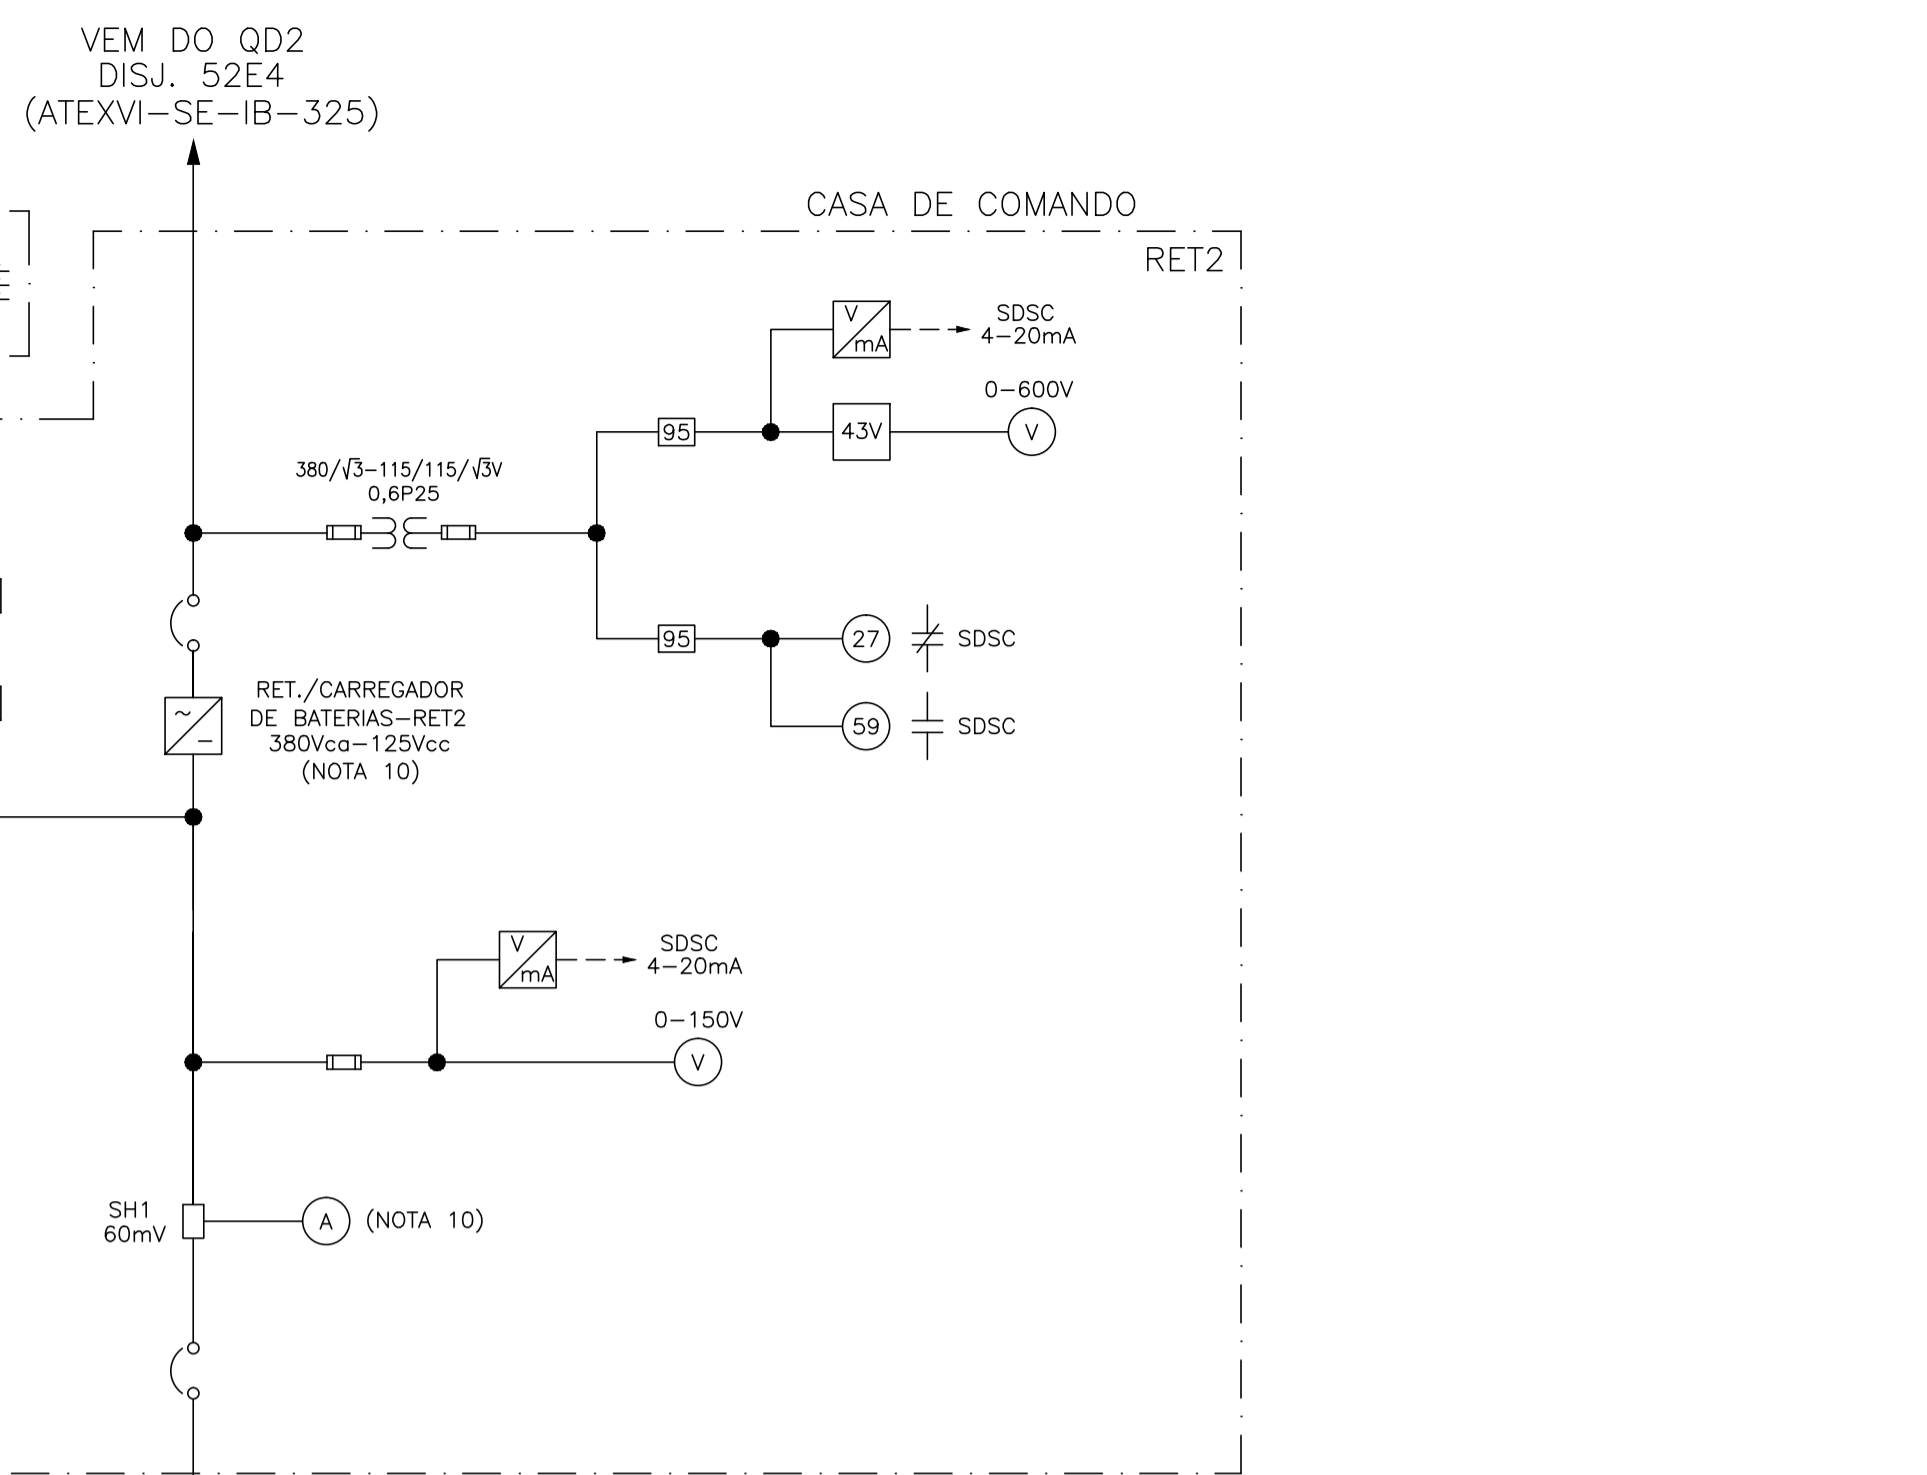 VEM DO QD2
DISJ. 52E4
(ATEXVI-SE-IB-325)
CASA DE COMANDO
RET2
V
mA
SDSC
4-20mA
0-600V
95
43V
V
380/√3-115/115/√3V
0,6P25
95
27
SDSC
59
SDSC
~
RET./CARREGADOR
DE BATERIAS-RET2
380Vca-125Vcc
(NOTA 10)
V
mA
SDSC
4-20mA
0-150V
V
SH1
60mV
A
(NOTA 10)